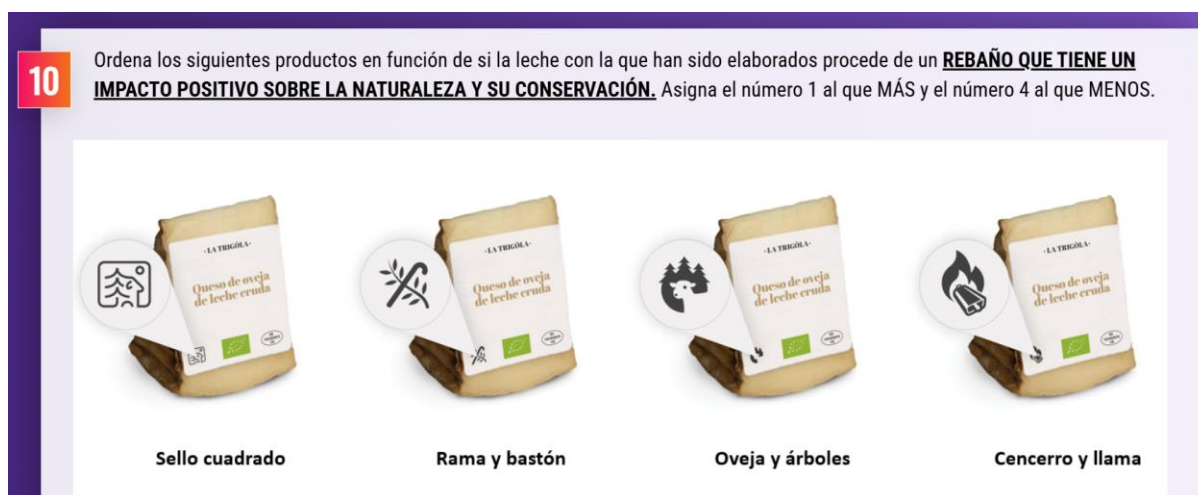 10
Ordena los siguientes productos en función de si la leche con la que han sido elaborados procede de un REBAÑO QUE TIENE UN
IMPACTO POSITIVO SOBRE LA NATURALEZA Y SU CONSERVACIÓN. Asigna el número 1 al que MÁS y el número 4 al que MENOS.
·LA TRIGÓLA·
Queso de oveja
de leche cruda
·LA TRIGÓLA·
Queso de oveja
de leche cruda
·LA TRIGÓLA·
Queso de oveja
de leche cruda
·LA TRIGÓLA·
Queso de oveja
de leche cruda
Sello cuadrado
Rama y bastón
Oveja y árboles
Cencerro y llama